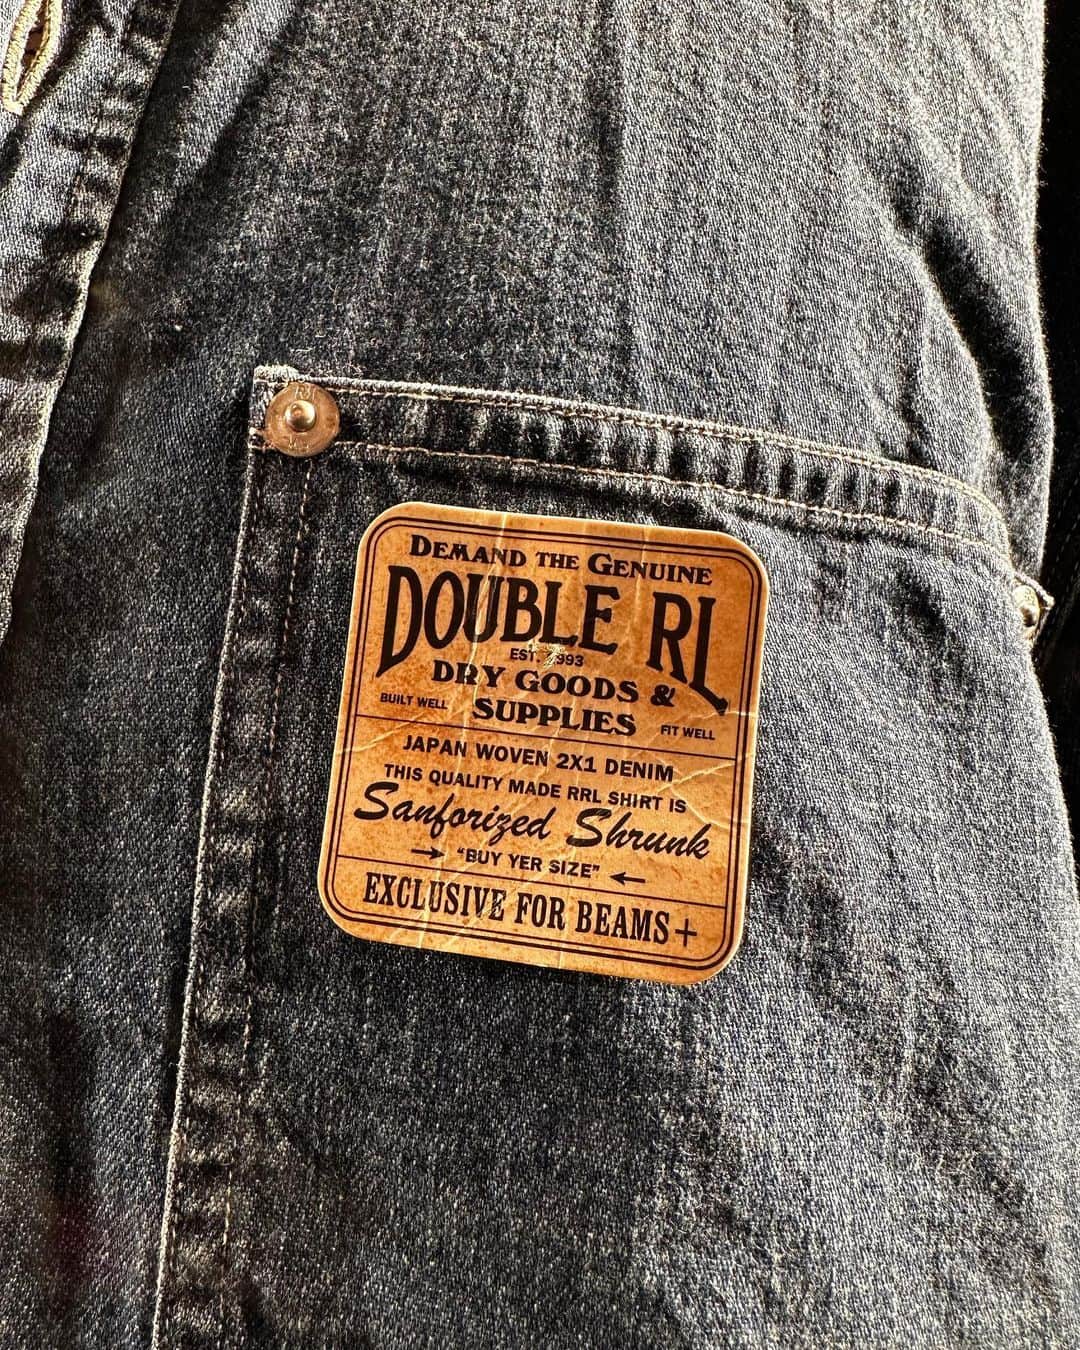 DEMAND THE GENUINE
DOUBLE RL
EST. 1993
DRY GOODS &
BUILT WELL SUPPLIES FIT WELL
JAPAN WOVEN 2X1 DENIM
THIS QUALITY MADE RRL SHIRT IS
Sanforized Shrunk
"BUY YER SIZE"
EXCLUSIVE FOR BEAMS+